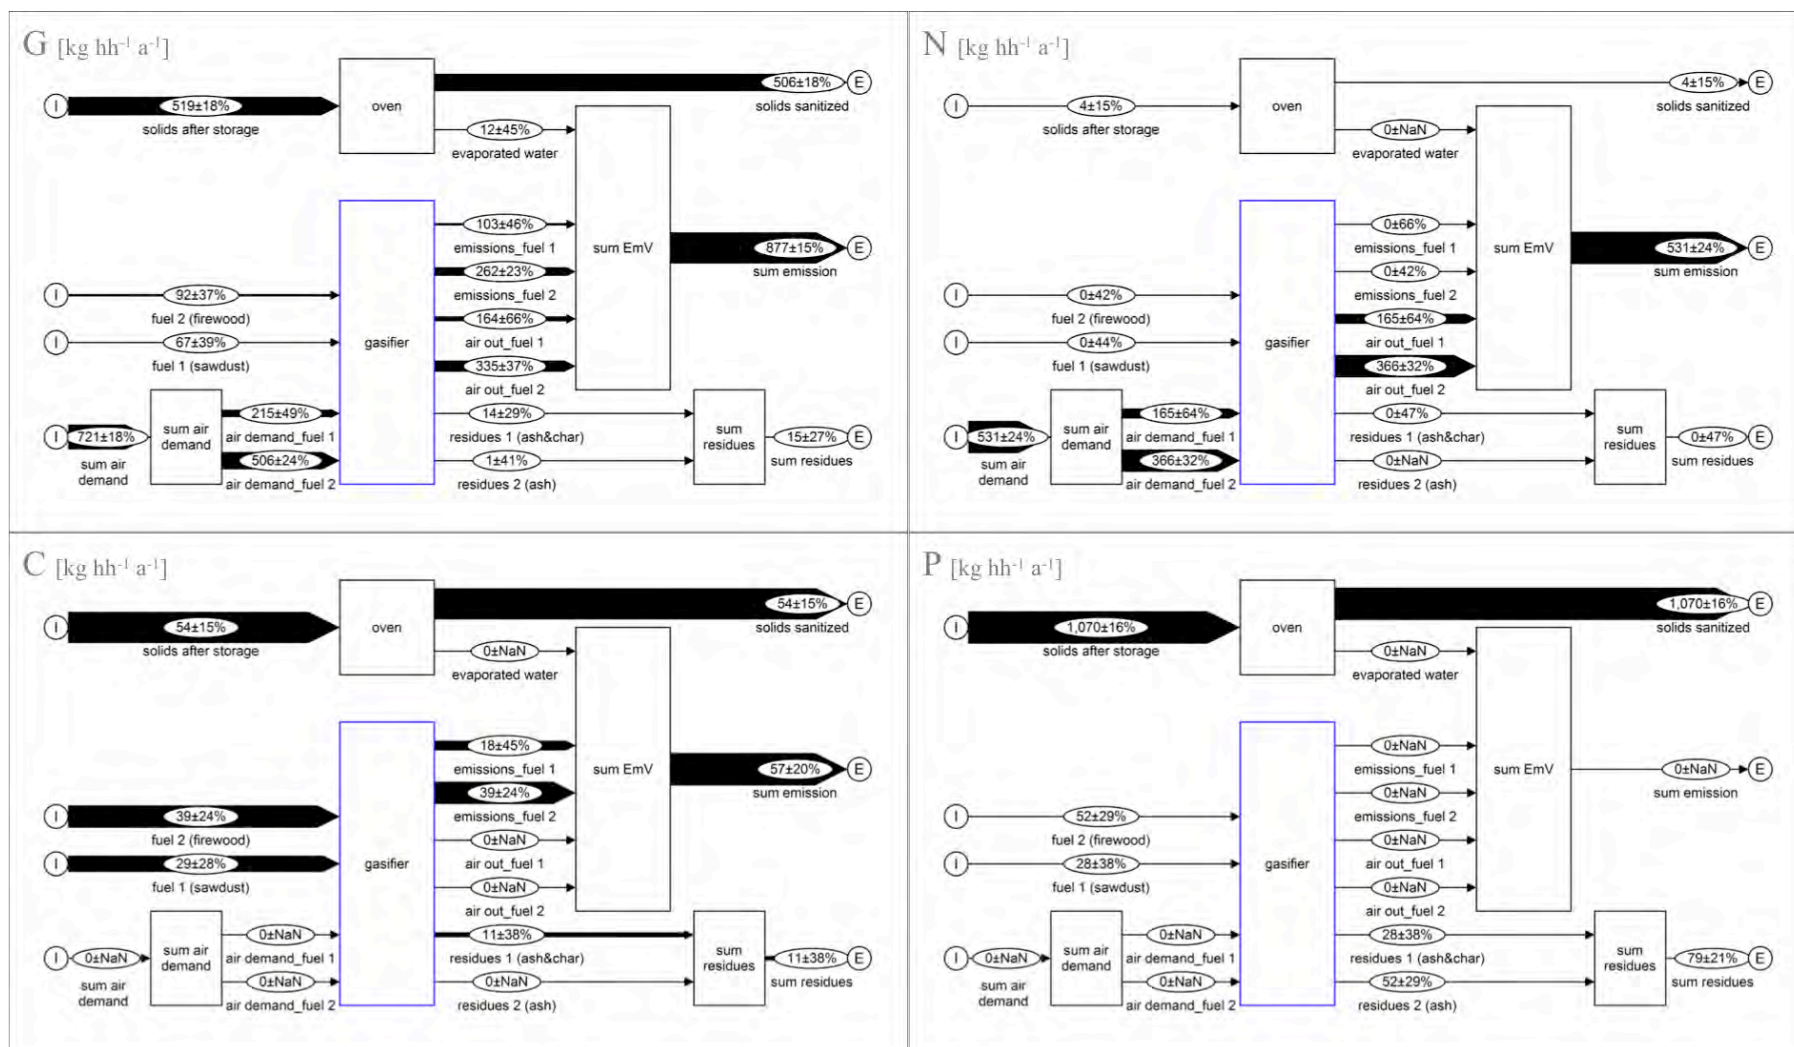 G [kg hh⁻¹ a⁻¹]
506±18%
E
solids sanitized
I
519±18%
solids after storage
oven
12±45%
evaporated water
103±46%
emissions_fuel 1
sum EmV
877±15%
E
sum emission
262±23%
emissions_fuel 2
I
92±37%
fuel 2 (firewood)
164±66%
air out_fuel 1
gasifier
I
67±39%
fuel 1 (sawdust)
335±37%
air out_fuel 2
215±49%
air demand_fuel 1
14±29%
residues 1 (ash&char)
I
721±18%
sum air
demand
sum air
demand
506±24%
air demand_fuel 2
1±41%
residues 2 (ash)
sum
residues
15±27%
E
sum residues
N [kg hh⁻¹ a⁻¹]
4±15%
E
solids sanitized
I
4±15%
solids after storage
oven
0±NaN
evaporated water
0±66%
emissions_fuel 1
sum EmV
531±24%
E
sum emission
0±42%
emissions_fuel 2
I
0±42%
fuel 2 (firewood)
165±64%
air out_fuel 1
gasifier
I
0±44%
fuel 1 (sawdust)
366±32%
air out_fuel 2
165±64%
air demand_fuel 1
0±47%
residues 1 (ash&char)
I
531±24%
sum air
demand
sum air
demand
366±32%
air demand_fuel 2
0±NaN
residues 2 (ash)
sum
residues
0±47%
E
sum residues
C [kg hh⁻¹ a⁻¹]
54±15%
E
solids sanitized
I
54±15%
solids after storage
oven
0±NaN
evaporated water
18±45%
emissions_fuel 1
sum EmV
57±20%
E
sum emission
39±24%
emissions_fuel 2
I
39±24%
fuel 2 (firewood)
0±NaN
air out_fuel 1
gasifier
I
29±28%
fuel 1 (sawdust)
0±NaN
air out_fuel 2
0±NaN
air demand_fuel 1
11±38%
residues 1 (ash&char)
I
0±NaN
sum air
demand
sum air
demand
0±NaN
air demand_fuel 2
0±NaN
residues 2 (ash)
sum
residues
11±38%
E
sum residues
P [kg hh⁻¹ a⁻¹]
1,070±16%
E
solids sanitized
I
1,070±16%
solids after storage
oven
0±NaN
evaporated water
0±NaN
emissions_fuel 1
sum EmV
0±NaN
E
sum emission
0±NaN
emissions_fuel 2
I
52±29%
fuel 2 (firewood)
0±NaN
air out_fuel 1
gasifier
I
28±38%
fuel 1 (sawdust)
0±NaN
air out_fuel 2
0±NaN
air demand_fuel 1
28±38%
residues 1 (ash&char)
I
0±NaN
sum air
demand
sum air
demand
0±NaN
air demand_fuel 2
52±29%
residues 2 (ash)
sum
residues
79±21%
E
sum residues